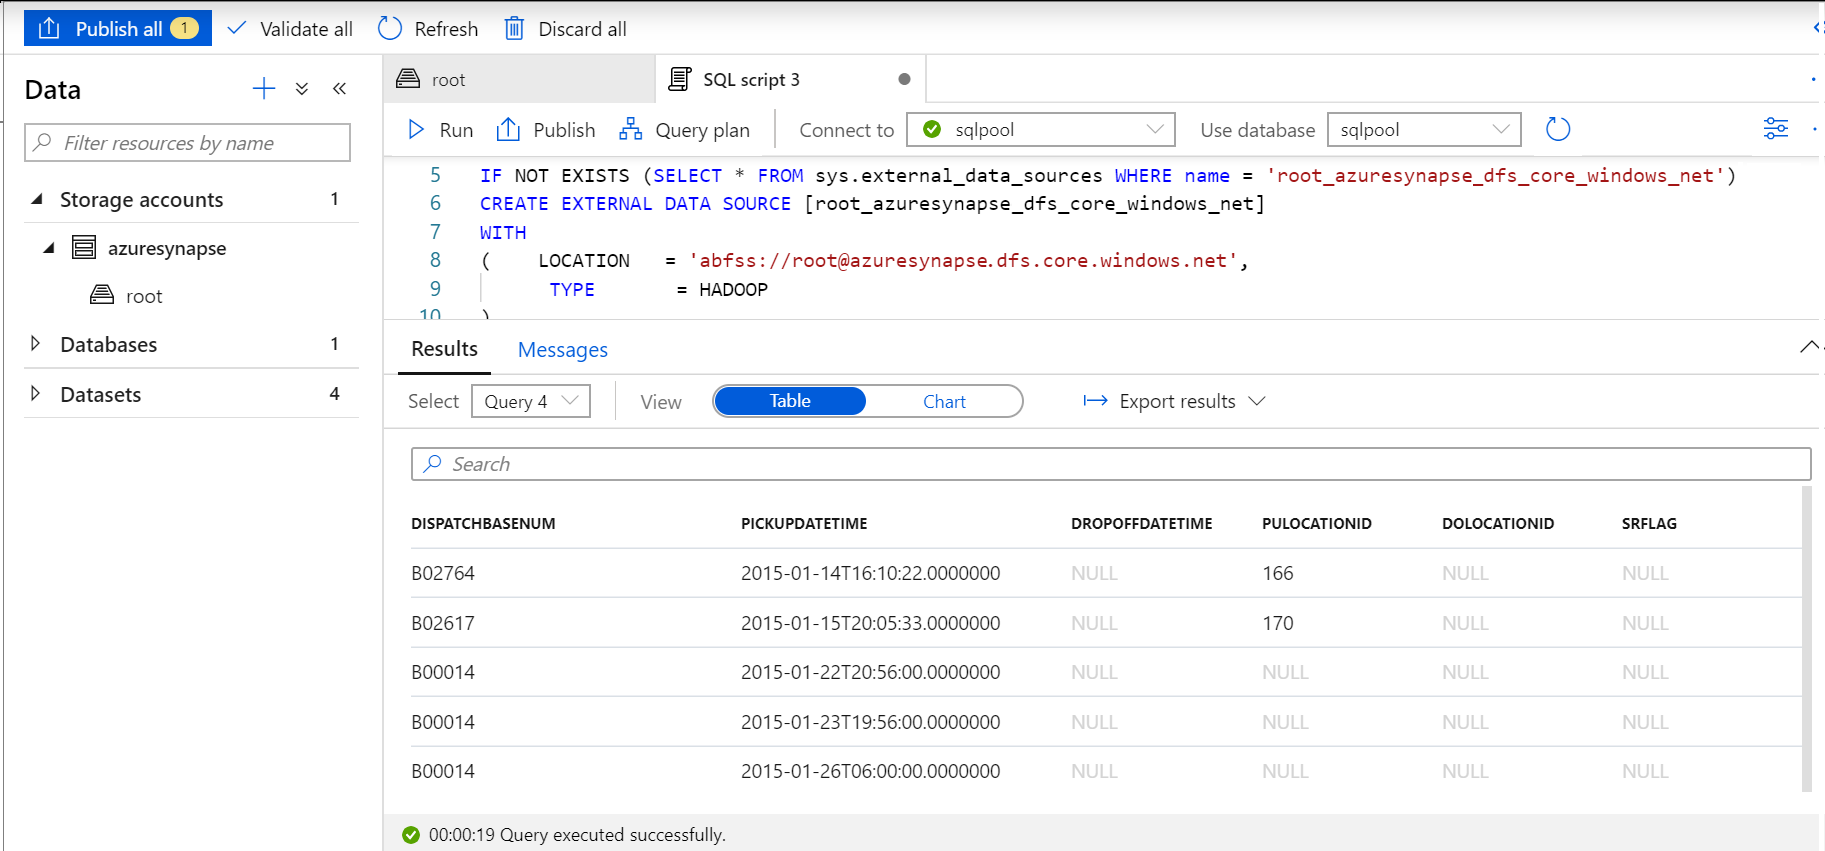 Publish all 1 Validate all Refresh Discard all
Data
Filter resources by name
Storage accounts 1
azuresynapse
root
Databases 1
Datasets 4
root SQL script 3
Run Publish Query plan Connect to sqlpool Use database sqlpool
5 IF NOT EXISTS (SELECT * FROM sys.external_data_sources WHERE name = 'root_azuresynapse_dfs_core_windows_net')
6 CREATE EXTERNAL DATA SOURCE [root_azuresynapse_dfs_core_windows_net]
7 WITH
8 ( LOCATION = 'abfss://root@azuresynapse.dfs.core.windows.net',
9 TYPE = HADOOP
10 )
Results Messages
Select Query 4 View Table Chart Export results
Search
DISPATCHBASENUM PICKUPDATETIME DROPOFFDATETIME PULOCATIONID DOLOCATIONID SRFLAG
B02764 2015-01-14T16:10:22.0000000 NULL 166 NULL NULL
B02617 2015-01-15T20:05:33.0000000 NULL 170 NULL NULL
B00014 2015-01-22T20:56:00.0000000 NULL NULL NULL NULL
B00014 2015-01-23T19:56:00.0000000 NULL NULL NULL NULL
B00014 2015-01-26T06:00:00.0000000 NULL NULL NULL NULL
00:00:19 Query executed successfully.